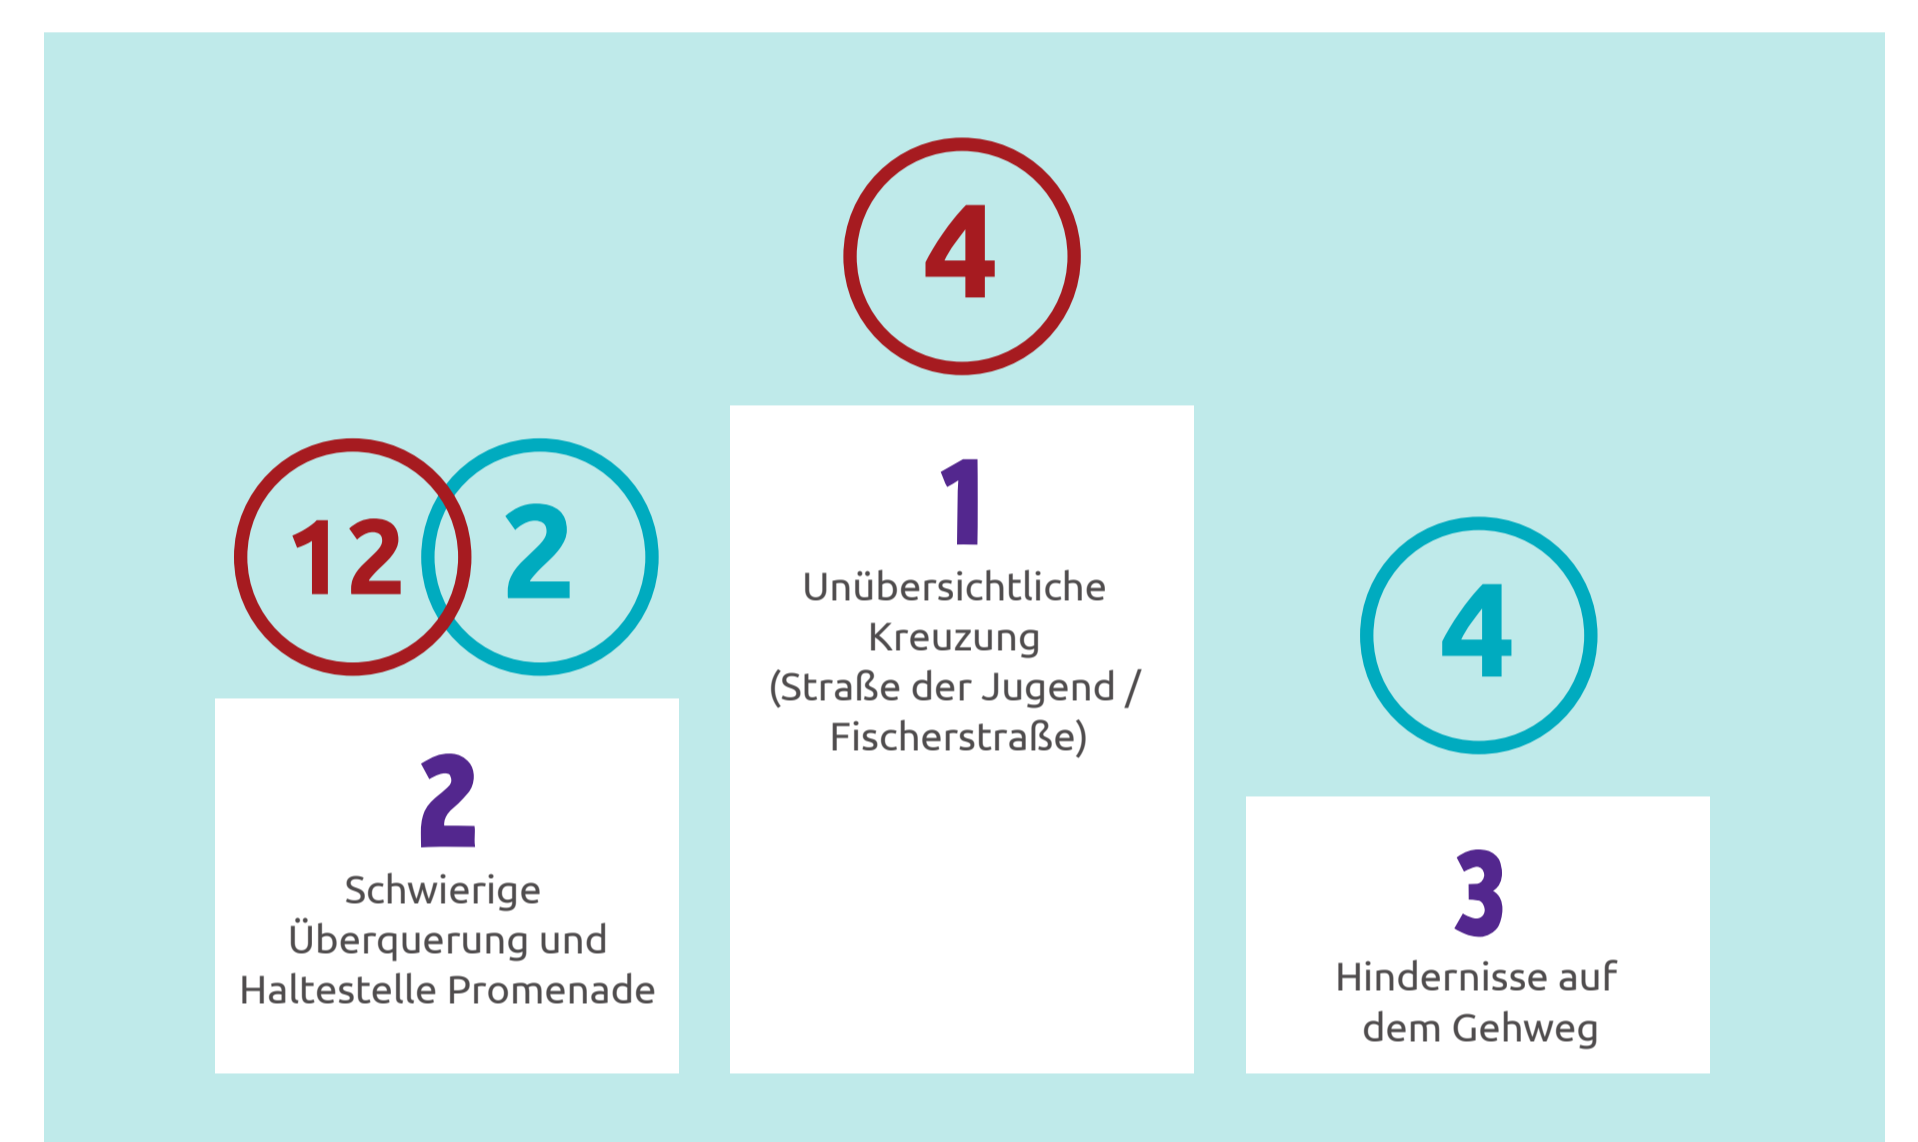 4
1
Unübersichtliche
Kreuzung
(Straße der Jugend /
Fischerstraße)
12
2
2
Schwierige
Überquerung und
Haltestelle Promenade
4
3
Hindernisse auf
dem Gehweg